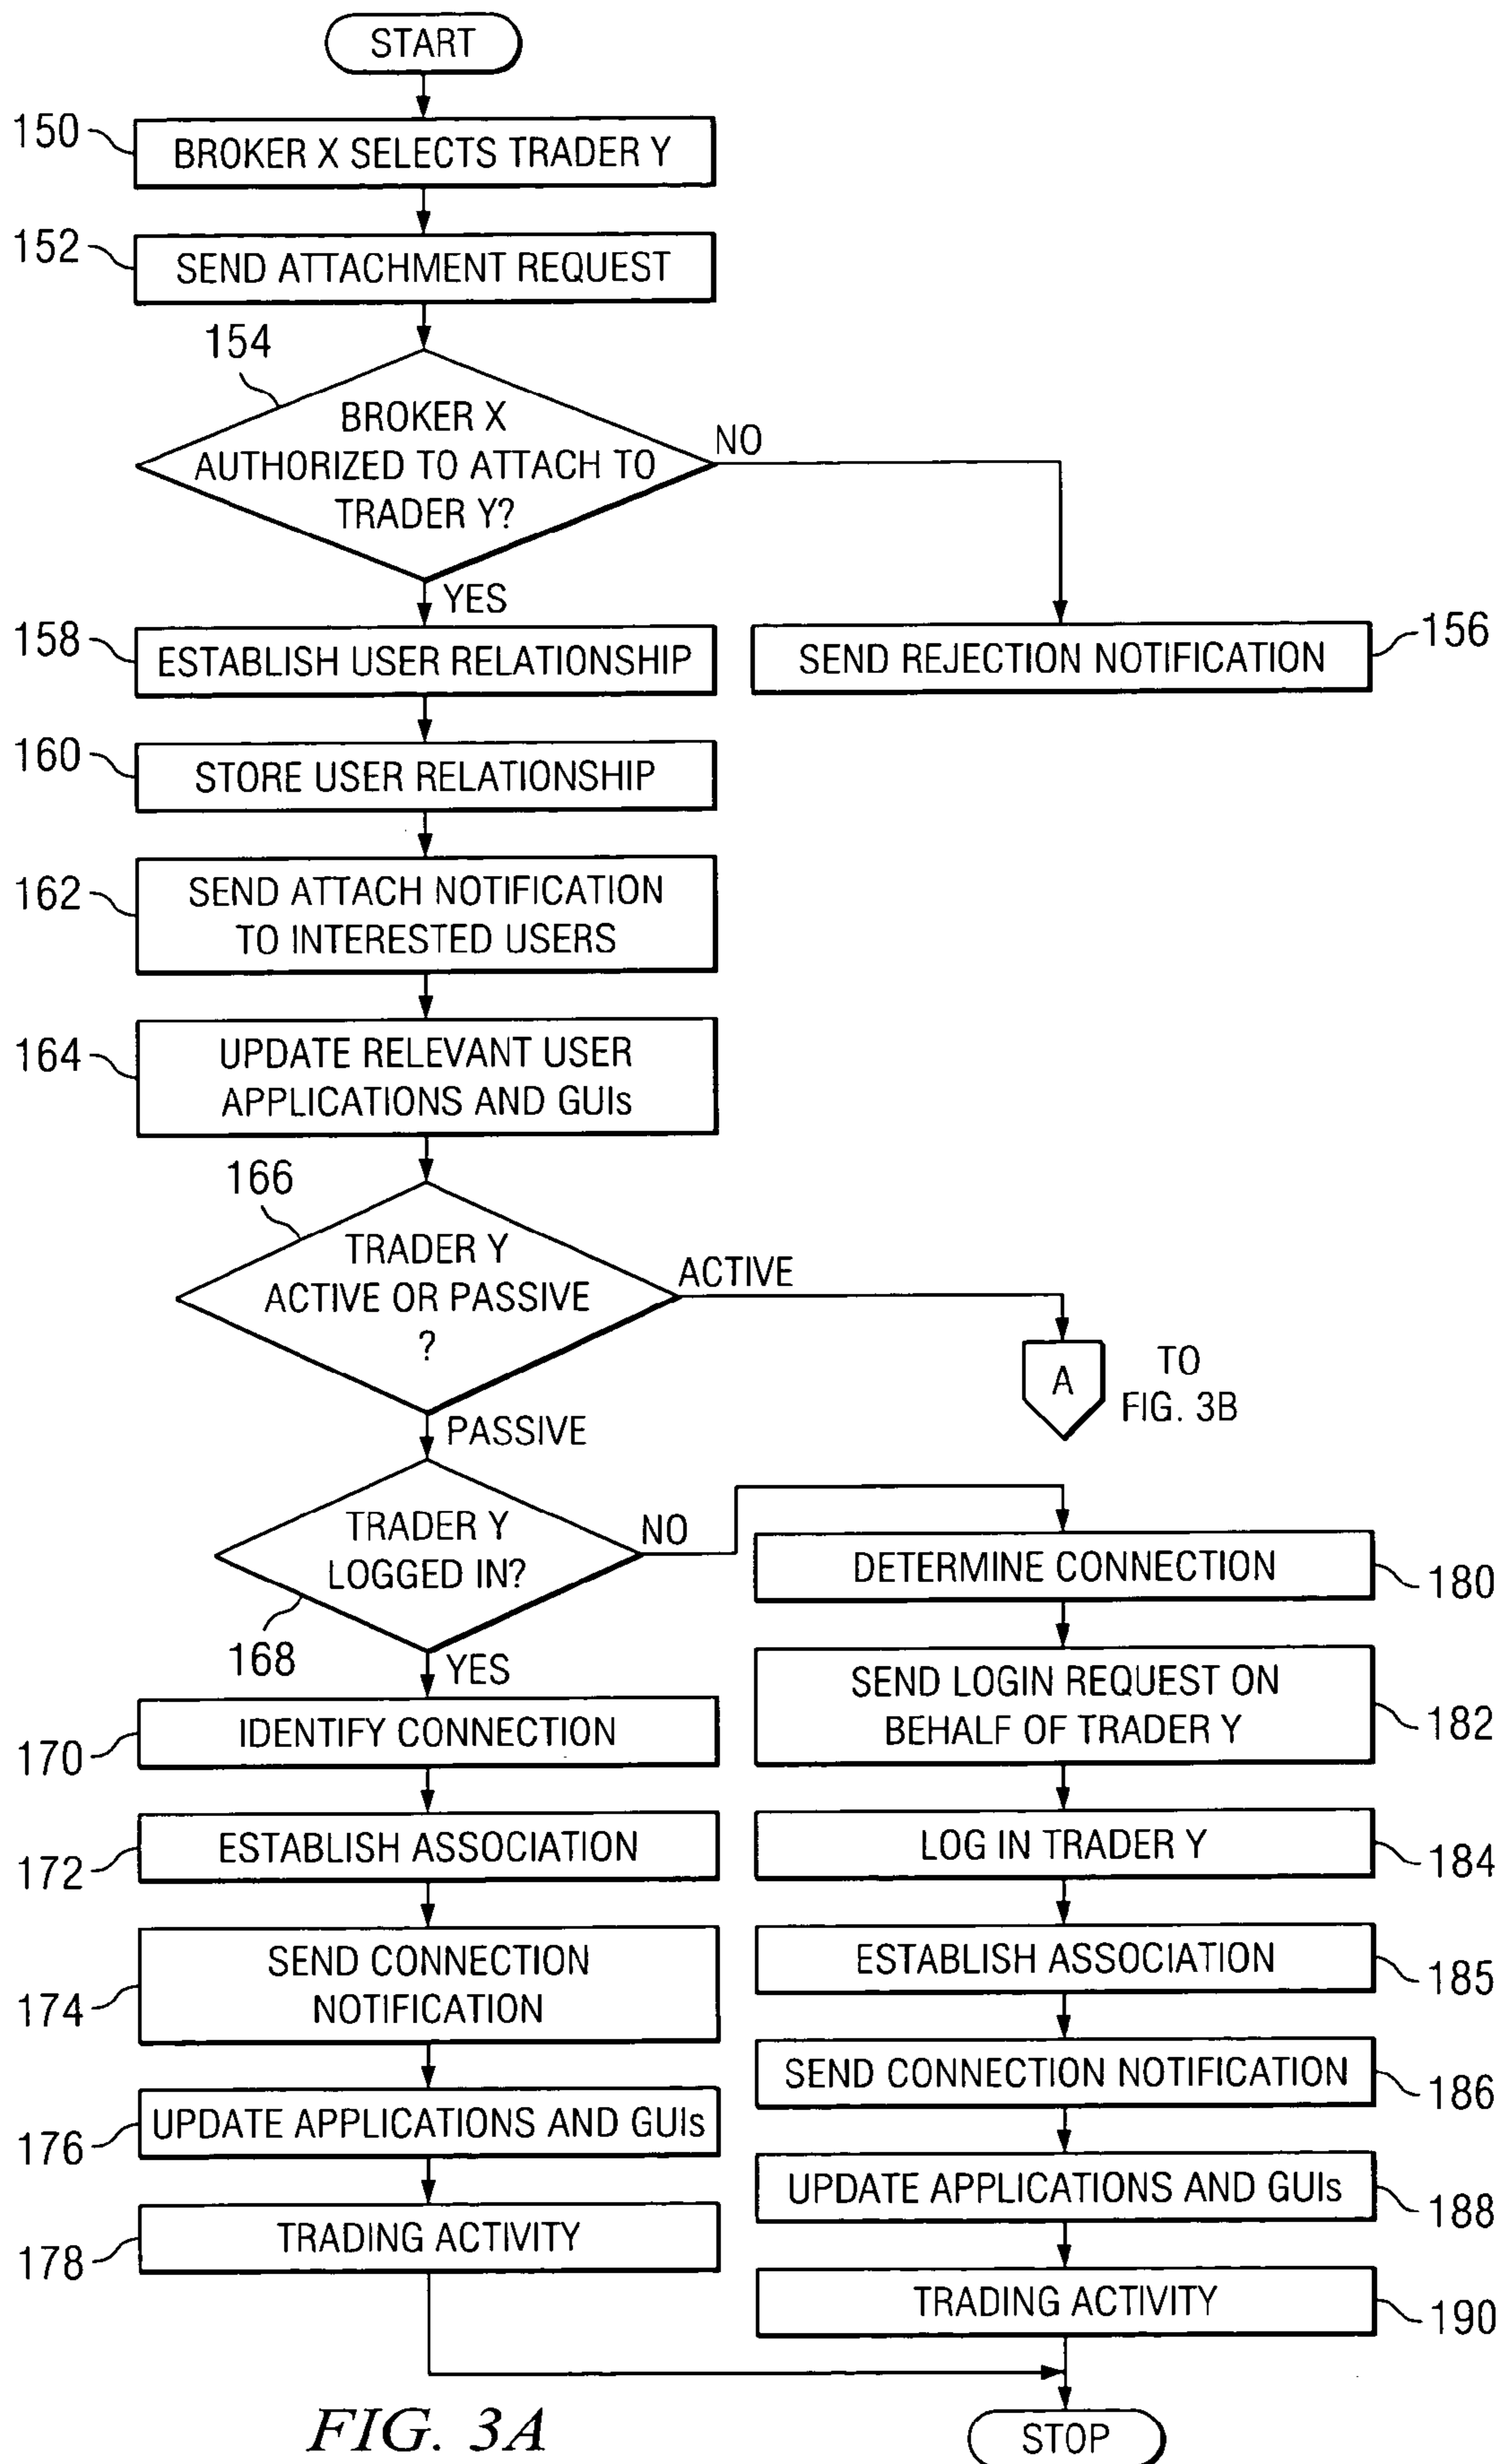 START
150
BROKER X SELECTS TRADER Y
152
SEND ATTACHMENT REQUEST
154
BROKER X
AUTHORIZED TO ATTACH TO
TRADER Y?
NO
YES
158
ESTABLISH USER RELATIONSHIP
SEND REJECTION NOTIFICATION
156
160
STORE USER RELATIONSHIP
162
SEND ATTACH NOTIFICATION
TO INTERESTED USERS
164
UPDATE RELEVANT USER
APPLICATIONS AND GUIs
166
TRADER Y
ACTIVE OR PASSIVE
?
ACTIVE
A
TO
FIG. 3B
PASSIVE
TRADER Y
LOGGED IN?
NO
168
YES
DETERMINE CONNECTION
180
SEND LOGIN REQUEST ON
BEHALF OF TRADER Y
182
IDENTIFY CONNECTION
170
LOG IN TRADER Y
184
ESTABLISH ASSOCIATION
172
ESTABLISH ASSOCIATION
185
SEND CONNECTION
NOTIFICATION
174
SEND CONNECTION NOTIFICATION
186
UPDATE APPLICATIONS AND GUIs
176
UPDATE APPLICATIONS AND GUIs
188
TRADING ACTIVITY
178
TRADING ACTIVITY
190
FIG. 3A
STOP